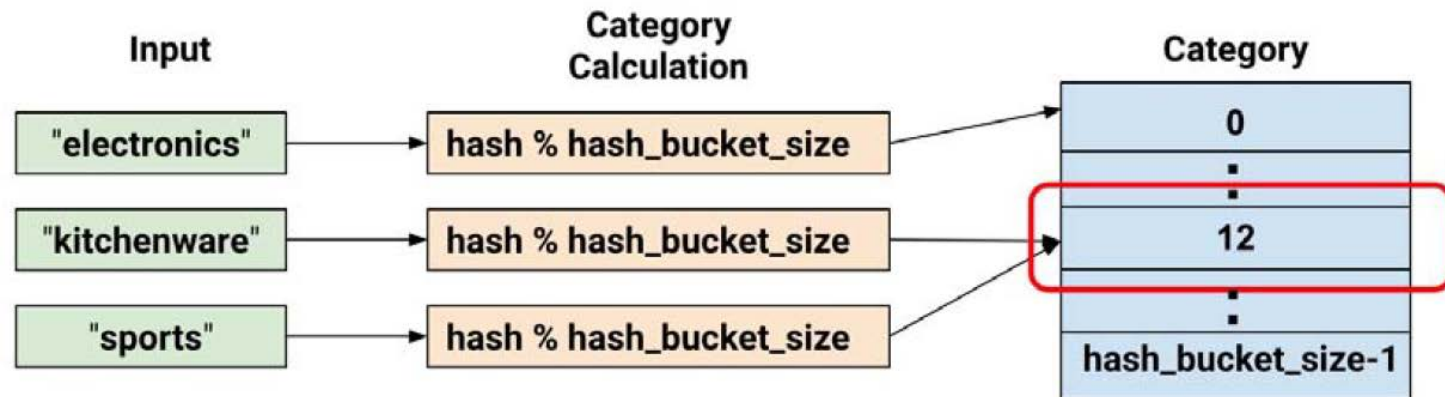 Input
Category
Calculation
Category
"electronics"
hash % hash_bucket_size
0
"kitchenware"
hash % hash_bucket_size
12
"sports"
hash % hash_bucket_size
hash_bucket_size-1